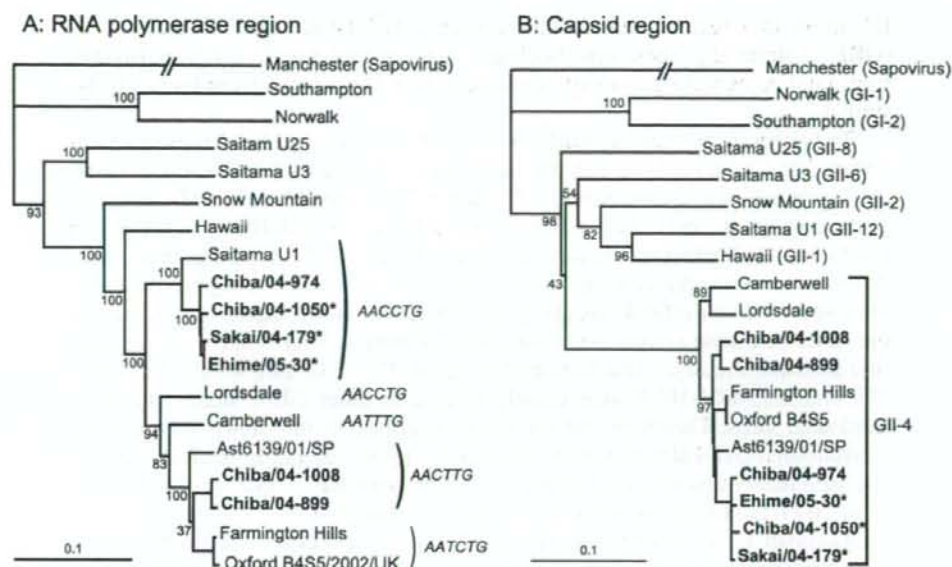 A: RNA polymerase region
Manchester (Sapovirus)
100
Southampton
Norwalk
Saitam U25
100
Saitama U3
93
Snow Mountain
Hawaii
100
Saitama U1
100
Chiba/04-974
Chiba/04-1050*
100
Sakai/04-179*
Ehime/05-30*
AACCTG
100
Lordsdale
AACCTG
94
Camberwell
AATTTG
83
Ast6139/01/SP
100
Chiba/04-1008
Chiba/04-899
AACTTG
37
Farmington Hills
Oxford B4S5/2002/UK
AATCTG
0.1
B: Capsid region
Manchester (Sapovirus)
100
Norwalk (GI-1)
Southampton (GI-2)
Saitama U25 (GII-8)
54
Saitama U3 (GII-6)
98
Snow Mountain (GII-2)
82
Saitama U1 (GII-12)
96
Hawaii (GII-1)
43
89
Camberwell
Lordsdale
100
Chiba/04-1008
Chiba/04-899
97
Farmington Hills
Oxford B4S5
Ast6139/01/SP
Chiba/04-974
Ehime/05-30*
Chiba/04-1050*
Sakai/04-179*
GII-4
0.1